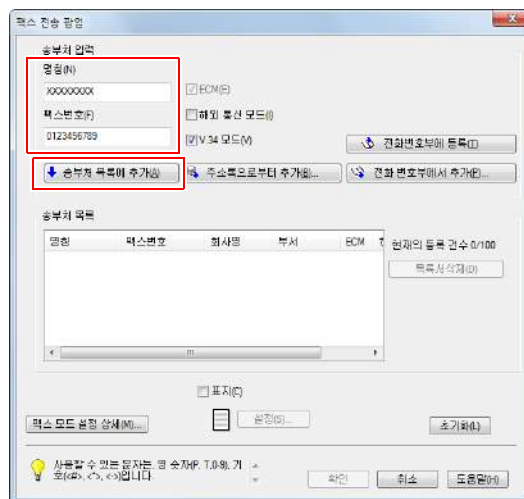 팩스 전송 팝업
송부처 입력
명칭(N)
XXXXXXXXX
ECM(E)
팩스번호(F)
해외 통신 모드(I)
0123456789
V.34 모드(V)
전화번호부에 등록(T)
송부처 목록에 추가(A)
주소록으로부터 추가(B)...
전화 번호부에서 추가(P)...
송부처 목록
명칭 팩스번호 회사명 부서 ECM
현재의 등록 건수 0/100
목록서삭제(D)
표지(C)
팩스 모드 설정 상세(M)...
설정(S)...
초기화(L)
사용할 수 있는 문자는, 영 숫자(P, T,0-9), 기
호(<#>, <*>, <->)입니다.
확인
취소
도움말(H)